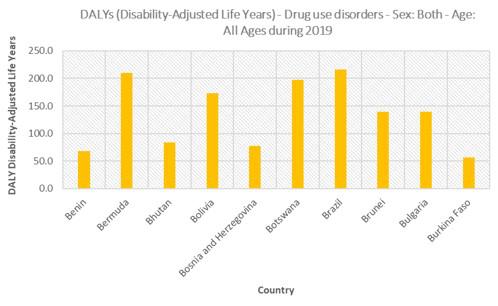 DALYs (Disability-Adjusted Life Years) - Drug use disorders - Sex: Both - Age:
All Ages during 2019
DALY Disability-Adjusted Life Years
250.0
200.0
150.0
100.0
50.0
0.0
Benin
Bermuda
Bhutan
Bolivia
Bosnia and Herzegovina
Botswana
Brazil
Brunei
Bulgaria
Burkina Faso
Country